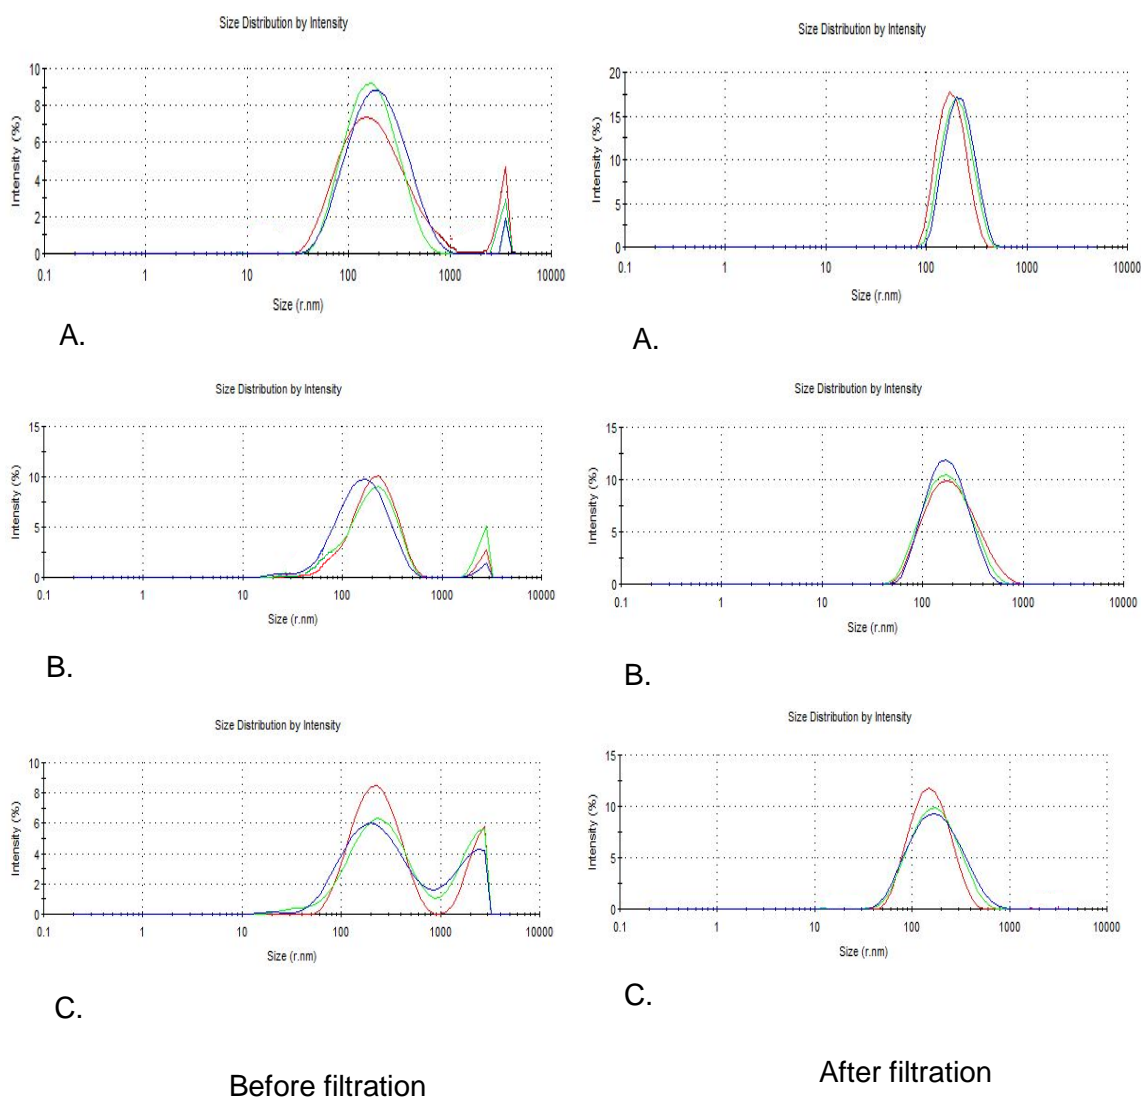 Size Distribution by Intensity
Intensity (%)
10
8
6
4
2
0
0.1 1 10 100 1000 10000
Size (r.nm)
A.
Size Distribution by Intensity
Intensity (%)
20
15
10
5
0
0.1 1 10 100 1000 10000
Size (r.nm)
A.
Size Distribution by Intensity
Intensity (%)
15
10
5
0
0.1 1 10 100 1000 10000
Size (r.nm)
B.
Size Distribution by Intensity
Intensity (%)
15
10
5
0
0.1 1 10 100 1000 10000
Size (r.nm)
B.
Size Distribution by Intensity
Intensity (%)
10
8
6
4
2
0
0.1 1 10 100 1000 10000
Size (r.nm)
C.
Size Distribution by Intensity
Intensity (%)
15
10
5
0
0.1 1 10 100 1000 10000
Size (r.nm)
C.
Before filtration
After filtration